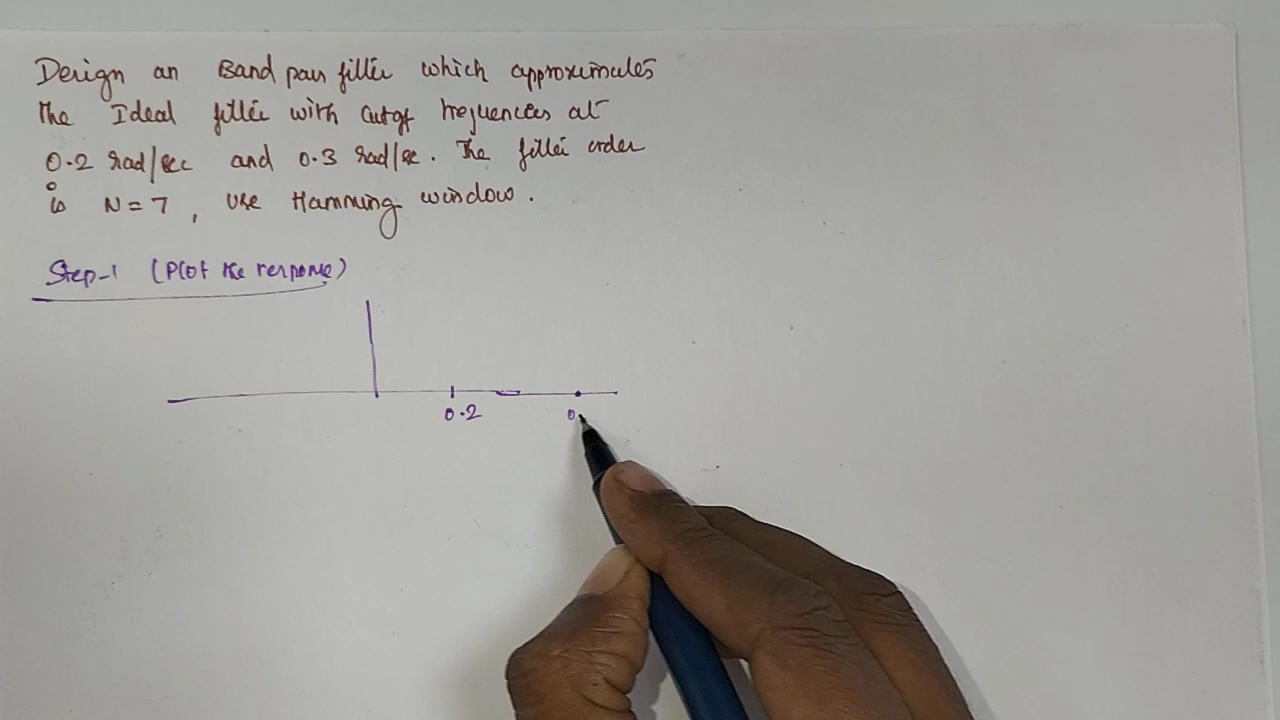 Design an Band pass filter which approximates
the Ideal filter with cutoff frequencies at
0.2 rad/sec and 0.3 rad/sec. The filter order
is N = 7, use Hamming window.
Step-1 (Plot the response)
0.2 0.